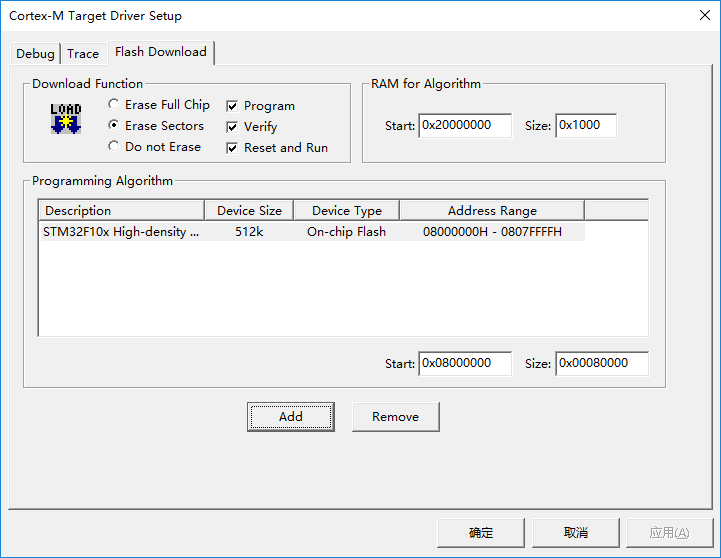 Cortex-M Target Driver Setup
Debug Trace Flash Download
Download Function
LOAD
Erase Full Chip
Erase Sectors
Do not Erase
Program
Verify
Reset and Run
RAM for Algorithm
Start: 0x20000000 Size: 0x1000
Programming Algorithm
Description Device Size Device Type Address Range
STM32F10x High-density ... 512k On-chip Flash 08000000H - 0807FFFFH
Start: 0x08000000 Size: 0x00080000
Add Remove
确定 取消 应用(A)